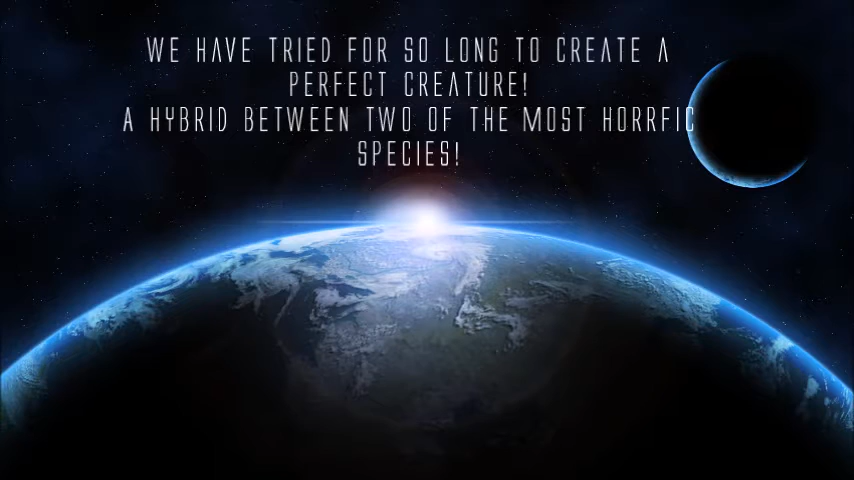 WE HAVE TRIED FOR SO LONG TO CREATE A
PERFECT CREATURE!
A HYBRID BETWEEN TWO OF THE MOST HORRFIC
SPECIES!